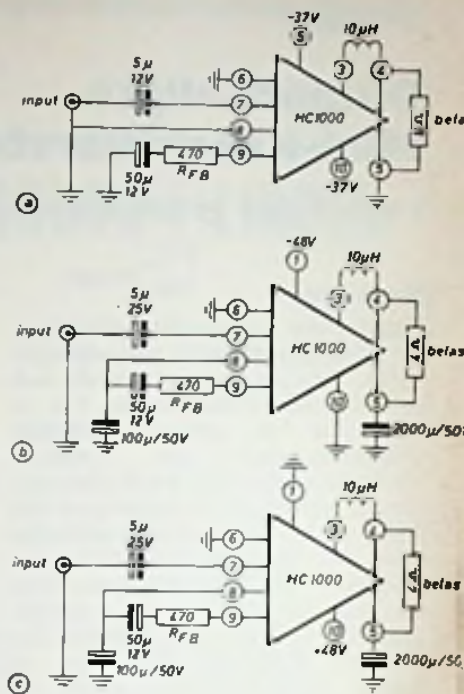 -37V
10μH
5μ
12V
5
3
4
input
6
7
8
9
HC1000
belas
470
RFB
50μ
12V
10
5
-37V
a
-48V
1
10μH
5μ
25V
3
4
input
6
7
8
9
HC1000
4Ω
belas
470
RFB
50μ
12V
100μ/50V
10
5
2000μ/50
b
1
10μH
5μ
25V
3
4
input
6
7
8
9
HC1000
4Ω
belas
470
RFB
50μ
12V
100μ/50V
10
+48V
5
2000μ/50
c